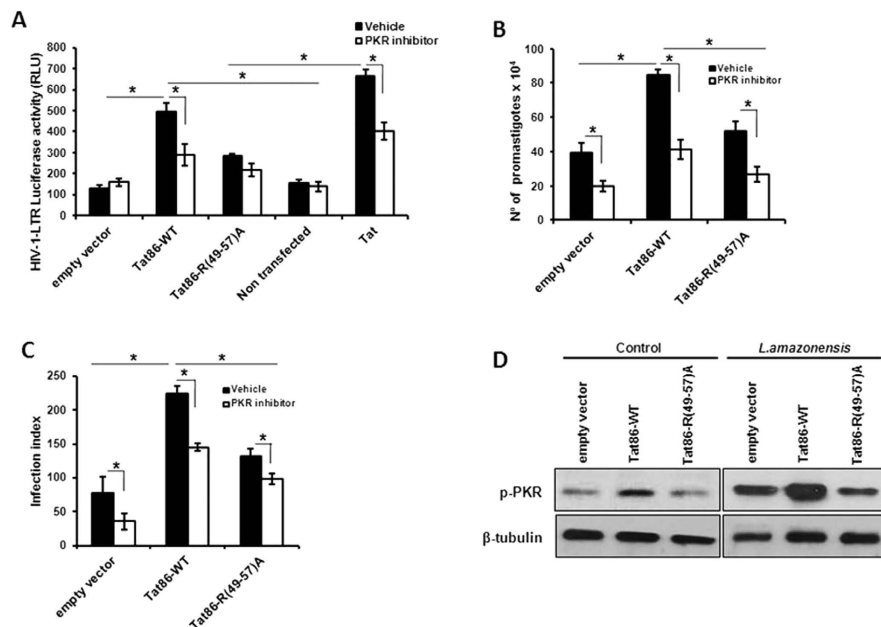 A
Vehicle
PKR inhibitor
HIV-1-LTR Luciferase activity (RLU)
800
700
600
500
400
300
200
100
0
*
*
*
*
*
empty vector
Tat86-WT
Tat86-R(49-57)A
Non transfected
Tat
B
Vehicle
PKR inhibitor
Nº of promastigotes x 10⁴
100
80
60
40
20
0
*
*
*
*
*
empty vector
Tat86-WT
Tat86-R(49-57)A
C
Vehicle
PKR inhibitor
Infection index
250
200
150
100
50
0
*
*
*
*
*
empty vector
Tat86-WT
Tat86-R(49-57)A
D
Control
L.amazonensis
empty vector
Tat86-WT
Tat86-R(49-57)A
empty vector
Tat86-WT
Tat86-R(49-57)A
p-PKR
β-tubulin